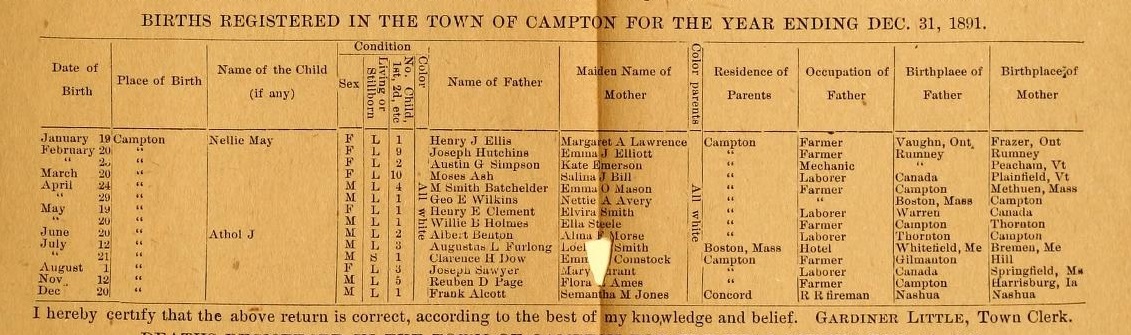 BIRTHS REGISTERED IN THE TOWN OF CAMPTON FOR THE YEAR ENDING DEC. 31, 1891.
Date of Birth Place of Birth Name of the Child (if any) Condition Sex Living or Stillborn No. Child, 1st, 2d, etc Color Name of Father Maiden Name of Mother Color parents Residence of Parents Occupation of Father Birthplace of Father Birthplace of Mother
January 19 Campton Nellie May F L 1 Henry J Ellis Margaret A Lawrence Campton Farmer Vaughn, Ont. Frazer, Ont
February 20 “ F L 9 Joseph Hutchins Emma J Elliott “ Farmer Rumney Rumney
“ “ F L 2 Austin G Simpson Kate Emerson “ Mechanic “ Peacham, Vt
March 20 “ F L 10 Moses Ash Salina J Bill “ Laborer Canada Plainfield, Vt
April 24 “ M L 4 All white M Smith Batchelder Emma O Mason All white “ Farmer Campton Methuen, Mass
“ 29 “ M L 1 Geo E Wilkins Nettie A Avery “ “ Boston, Mass Campton
May 19 “ F L 1 Henry E Clement Elvira Smith “ Laborer Warren Canada
“ 20 “ M L 1 Willie B Holmes Ella Steele “ Farmer Campton Thornton
June 20 “ Athol J M L 2 Albert Benton Alma Morse “ Laborer Thornton Campton
July 12 “ M L 3 Augustas L Furlong Smith Boston, Mass Hotel Whitefield, Me Bremen, Me
“ 21 “ M S 1 Clarence H Dow Comstock Campton Farmer Gilmanton Hill
August 1 “ F L 3 Joseph Sawyer Mary “ Laborer Canada Springfield, Ms
Nov. 12 “ M L 5 Reuben D Page Flora Ames “ Farmer Campton Harrisburg, Ia
Dec 20 “ M L 1 Frank Alcott Semantha M Jones Concord R R fireman Nashua Nashua
I hereby certify that the above return is correct, according to the best of my knowledge and belief. GARDINER LITTLE, Town Clerk.